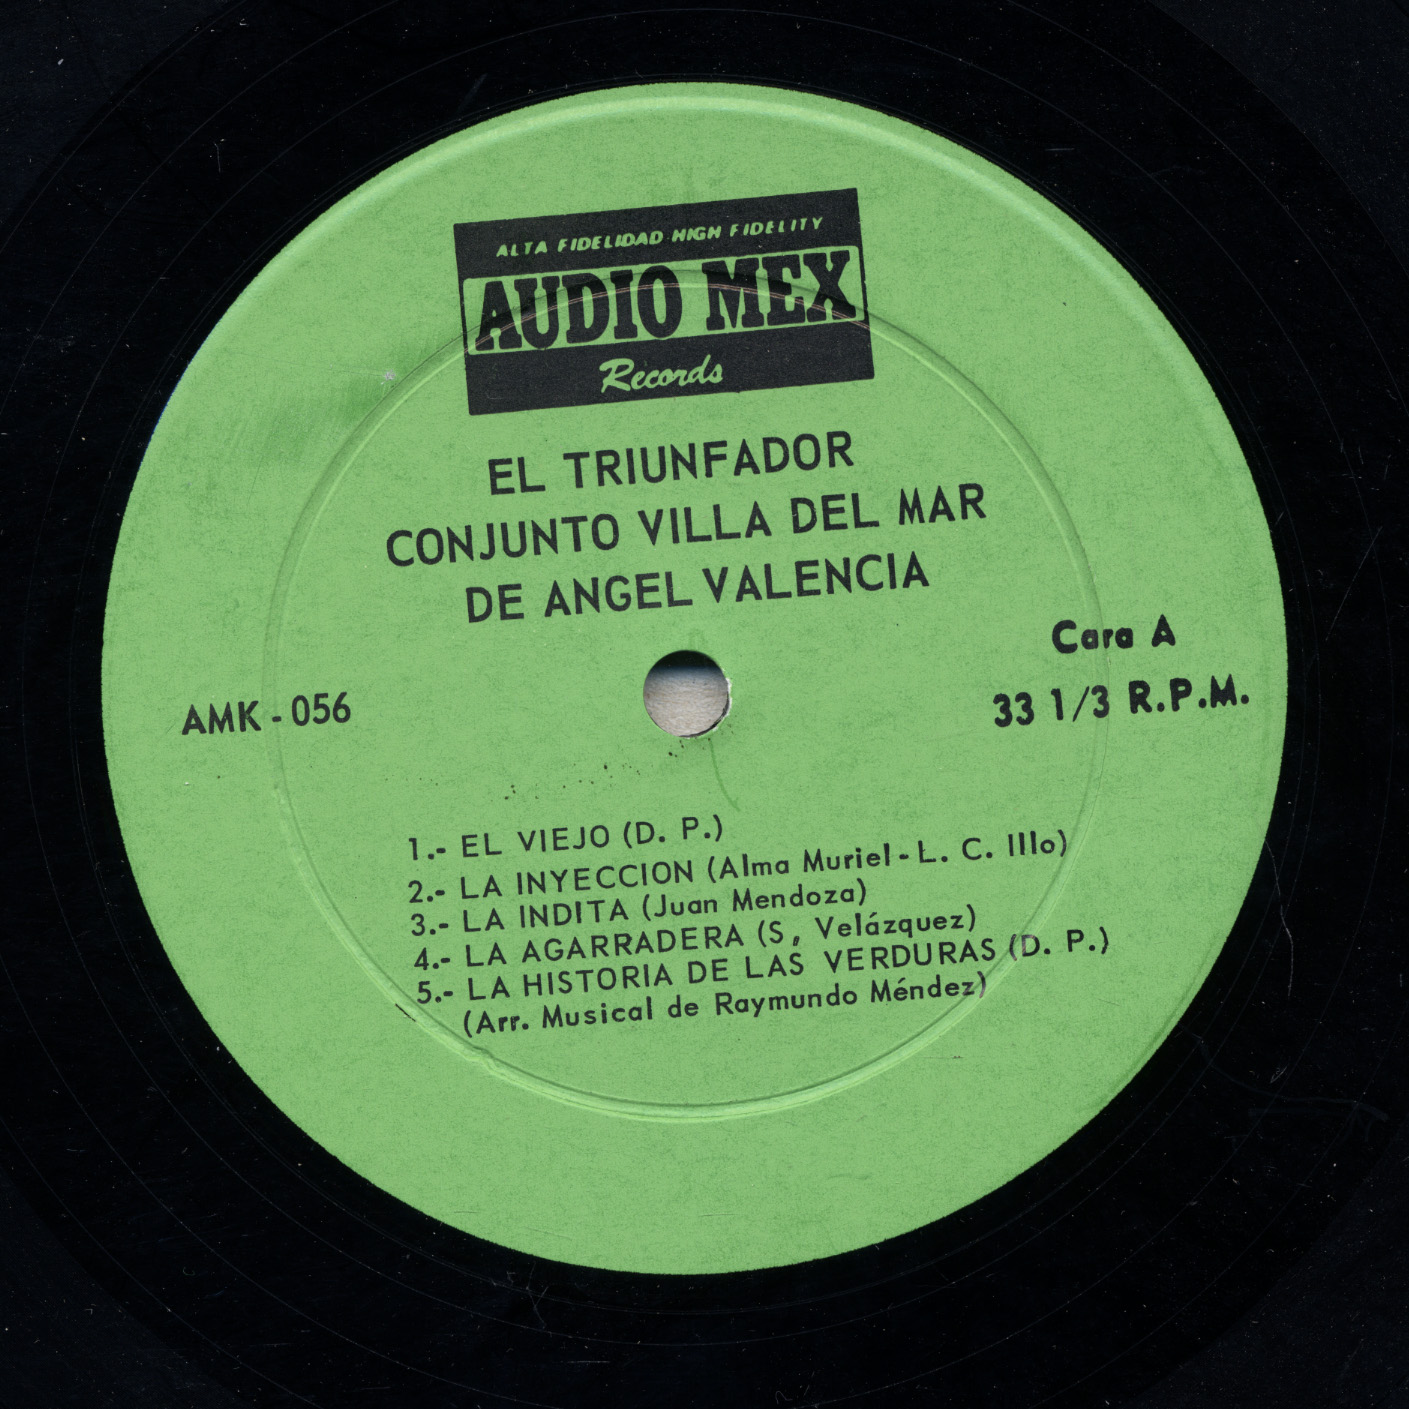 ALTA FIDELIDAD HIGH FIDELITY
AUDIO MEX
Records
EL TRIUNFADOR
CONJUNTO VILLA DEL MAR
DE ANGEL VALENCIA
Cara A
AMK - 056
33 1/3 R.P.M.
1.- EL VIEJO (D. P.)
2.- LA INYECCION (Alma Muriel - L. C. Illo)
3.- LA INDITA (Juan Mendoza)
4.- LA AGARRADERA (S, Velázquez)
5.- LA HISTORIA DE LAS VERDURAS (D. P.)
(Arr. Musical de Raymundo Méndez)